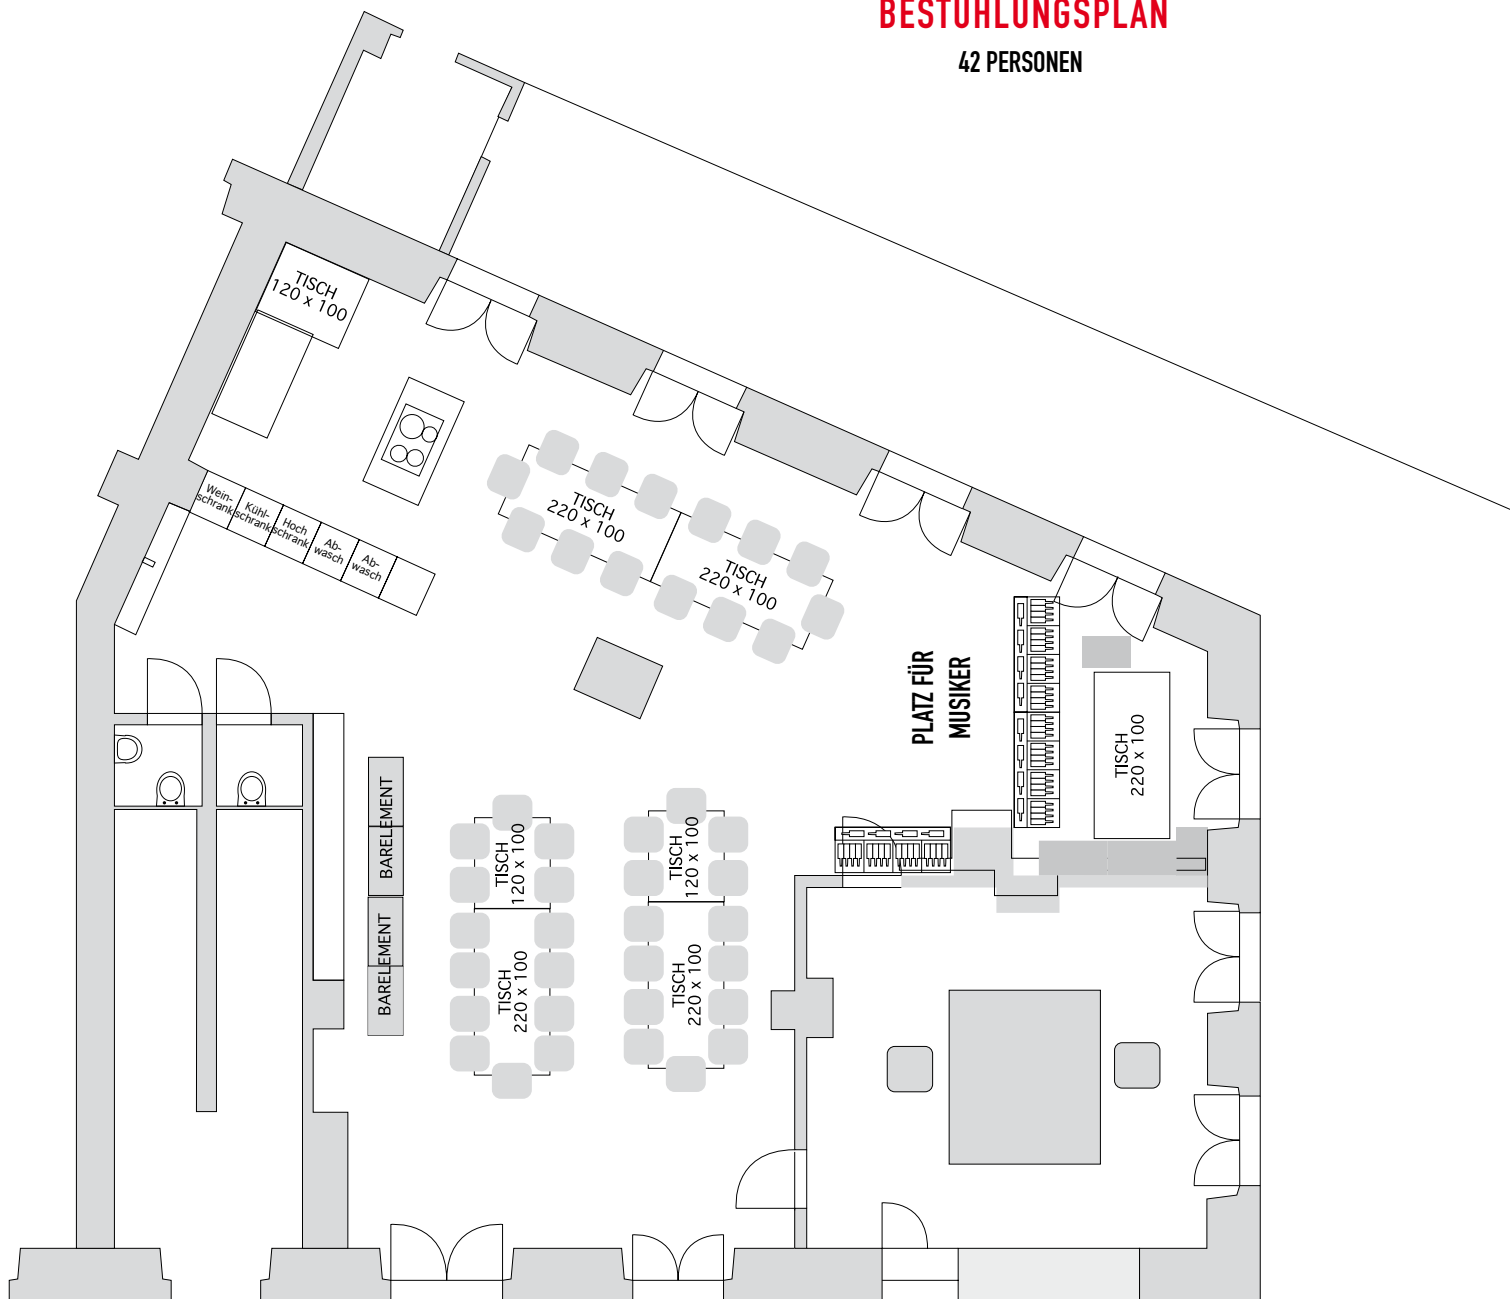 BESTUHLUNGSPLAN
42 PERSONEN
TISCH
120 x 100
Wein-
schrank
Kühl-
schrank
Hoch
schrank
Ab-
wasch
Ab-
wasch
TISCH
220 x 100
TISCH
220 x 100
PLATZ FÜR
MUSIKER
TISCH
220 x 100
BARELEMENT
BARELEMENT
TISCH
120 x 100
TISCH
220 x 100
TISCH
120 x 100
TISCH
220 x 100